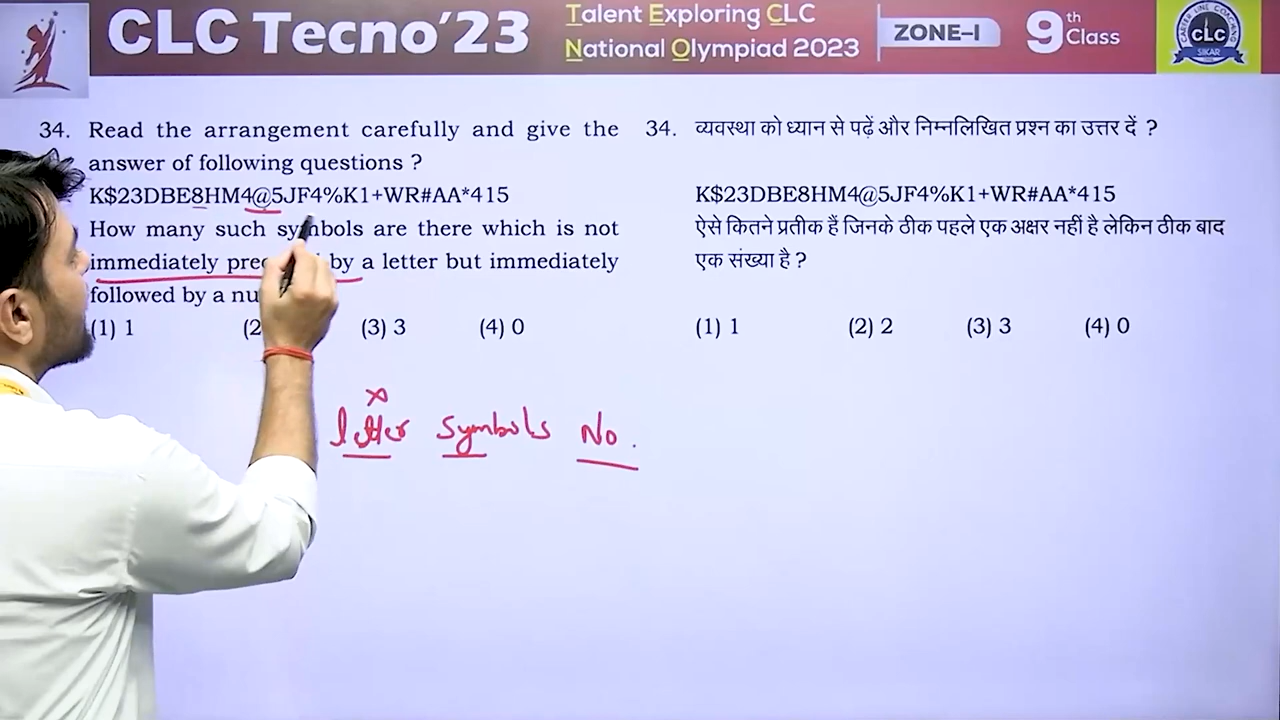 CLC Tecno'23
Talent Exploring CLC
National Olympiad 2023
ZONE–I
9th Class
CAREER LINE COACHING
CLC
SIKAR
34. Read the arrangement carefully and give the
answer of following questions ?
K$23DBE8HM4@5JF4%K1+WR#AA*415
How many such symbols are there which is not
immediately by a letter but immediately
followed by a
(1) 1 (2 (3) 3 (4) 0
34. व्यवस्था को ध्यान से पढ़ें और निम्नलिखित प्रश्न का उत्तर दें ?
K$23DBE8HM4@5JF4%K1+WR#AA*415
ऐसे कितने प्रतीक हैं जिनके ठीक पहले एक अक्षर नहीं है लेकिन ठीक बाद
एक संख्या है ?
(1) 1 (2) 2 (3) 3 (4) 0
x
letter symbols No.